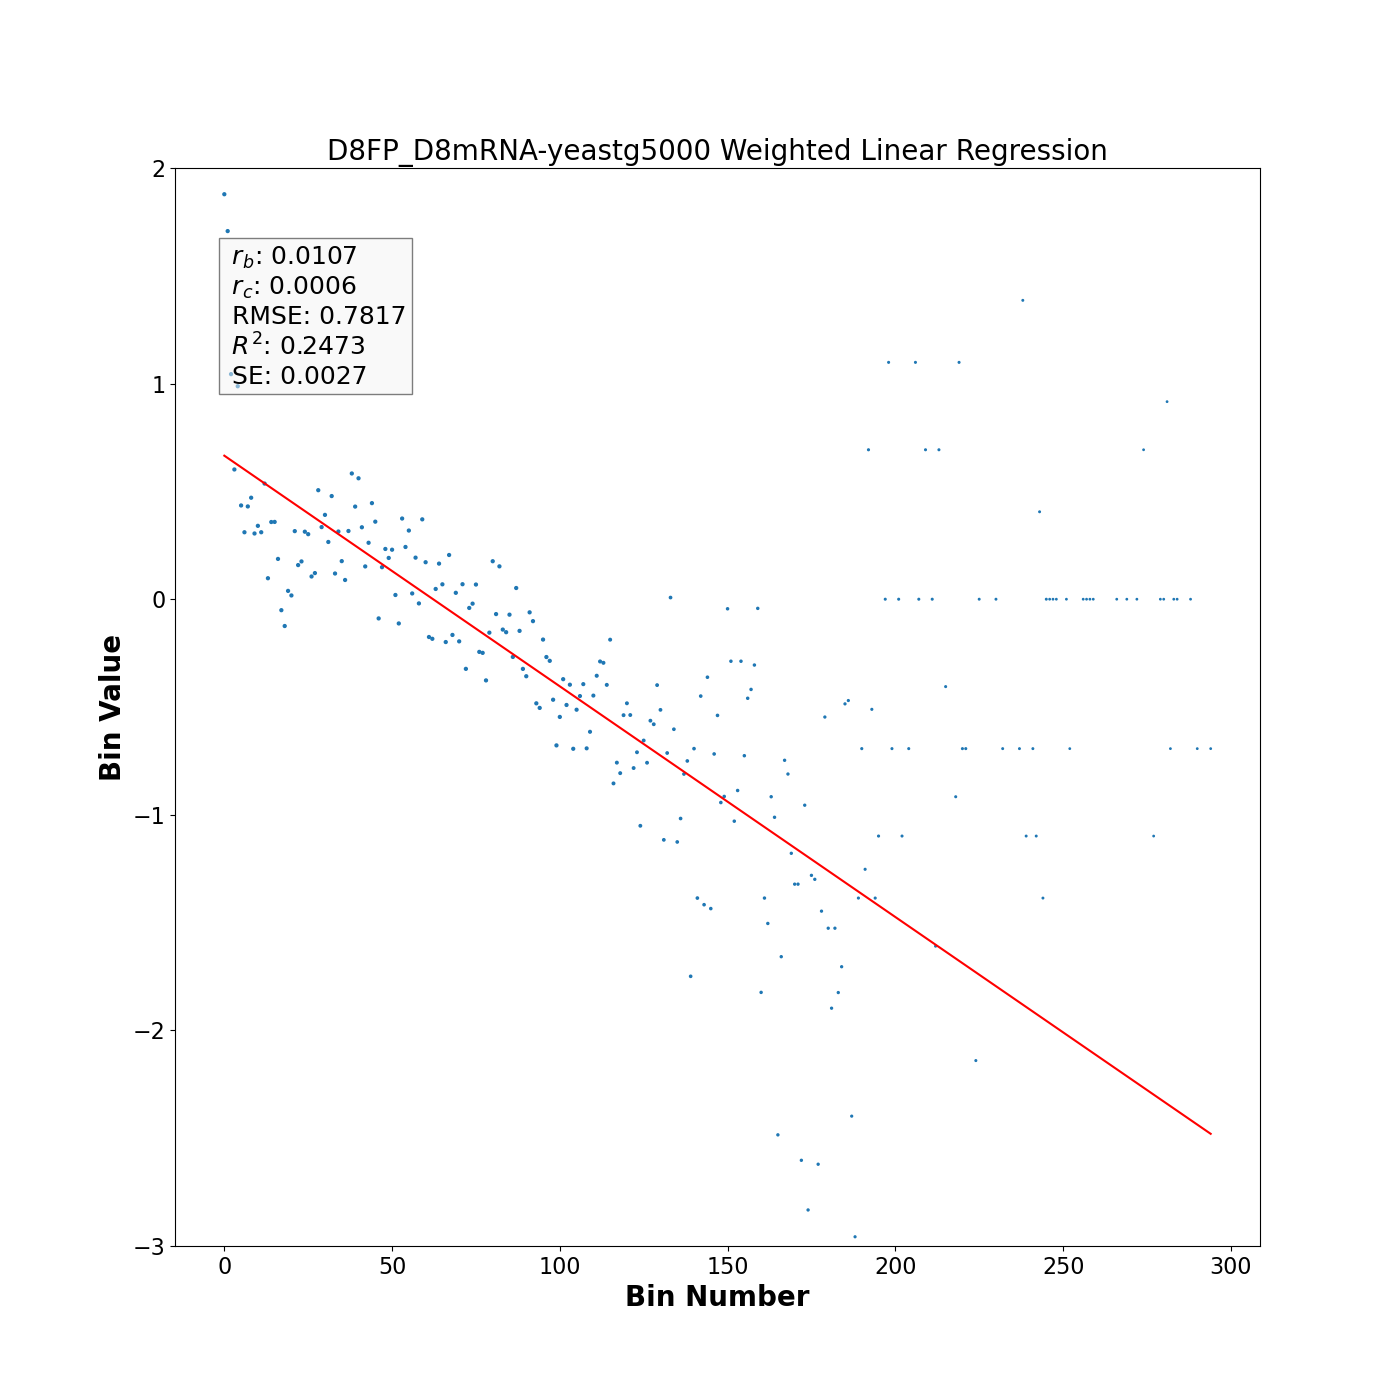 D8FP_D8mRNA-yeastg5000 Weighted Linear Regression
2
r_b: 0.0107
r_c: 0.0006
RMSE: 0.7817
R²: 0.2473
SE: 0.0027
1
0
−1
−2
−3
Bin Value
0 50 100 150 200 250 300
Bin Number